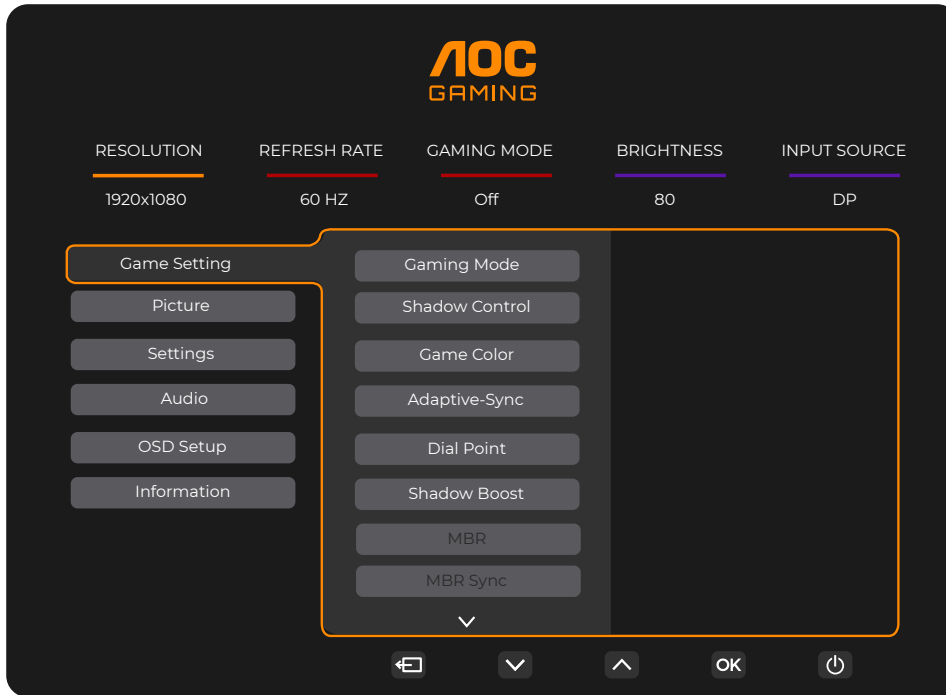 AOC
GAMING
RESOLUTION REFRESH RATE GAMING MODE BRIGHTNESS INPUT SOURCE
1920x1080 60 HZ Off 80 DP
Game Setting
Picture
Settings
Audio
OSD Setup
Information
Gaming Mode
Shadow Control
Game Color
Adaptive-Sync
Dial Point
Shadow Boost
MBR
MBR Sync
OK